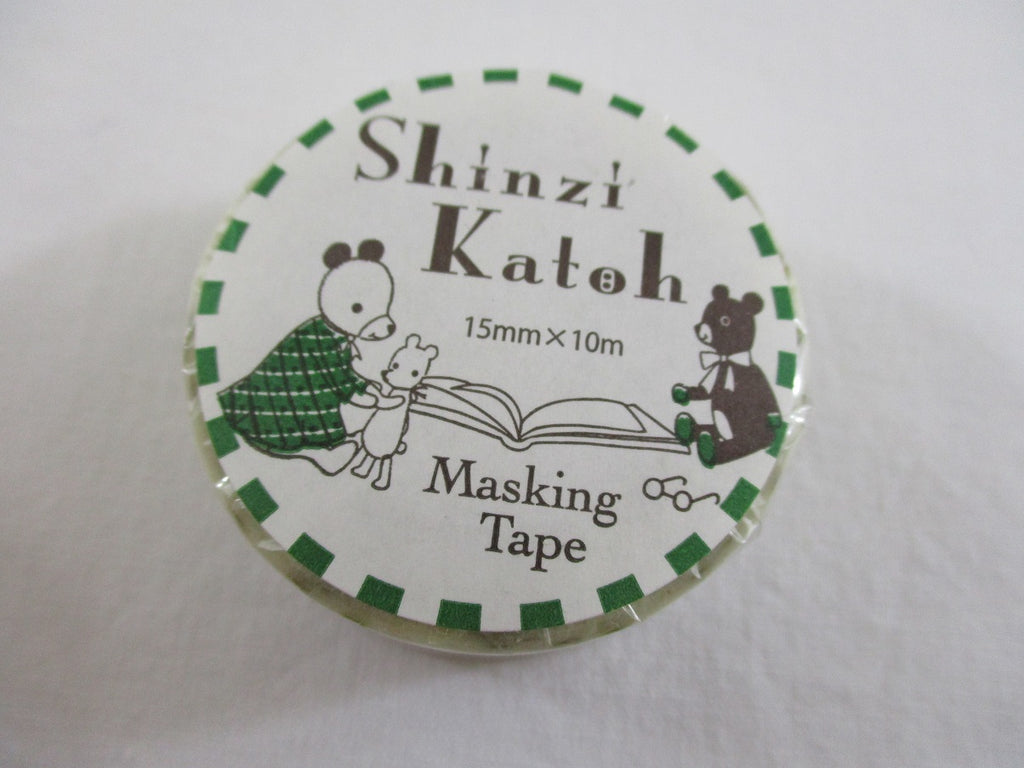 Shinzi
Katoh
15mm×10m
Masking
Tape